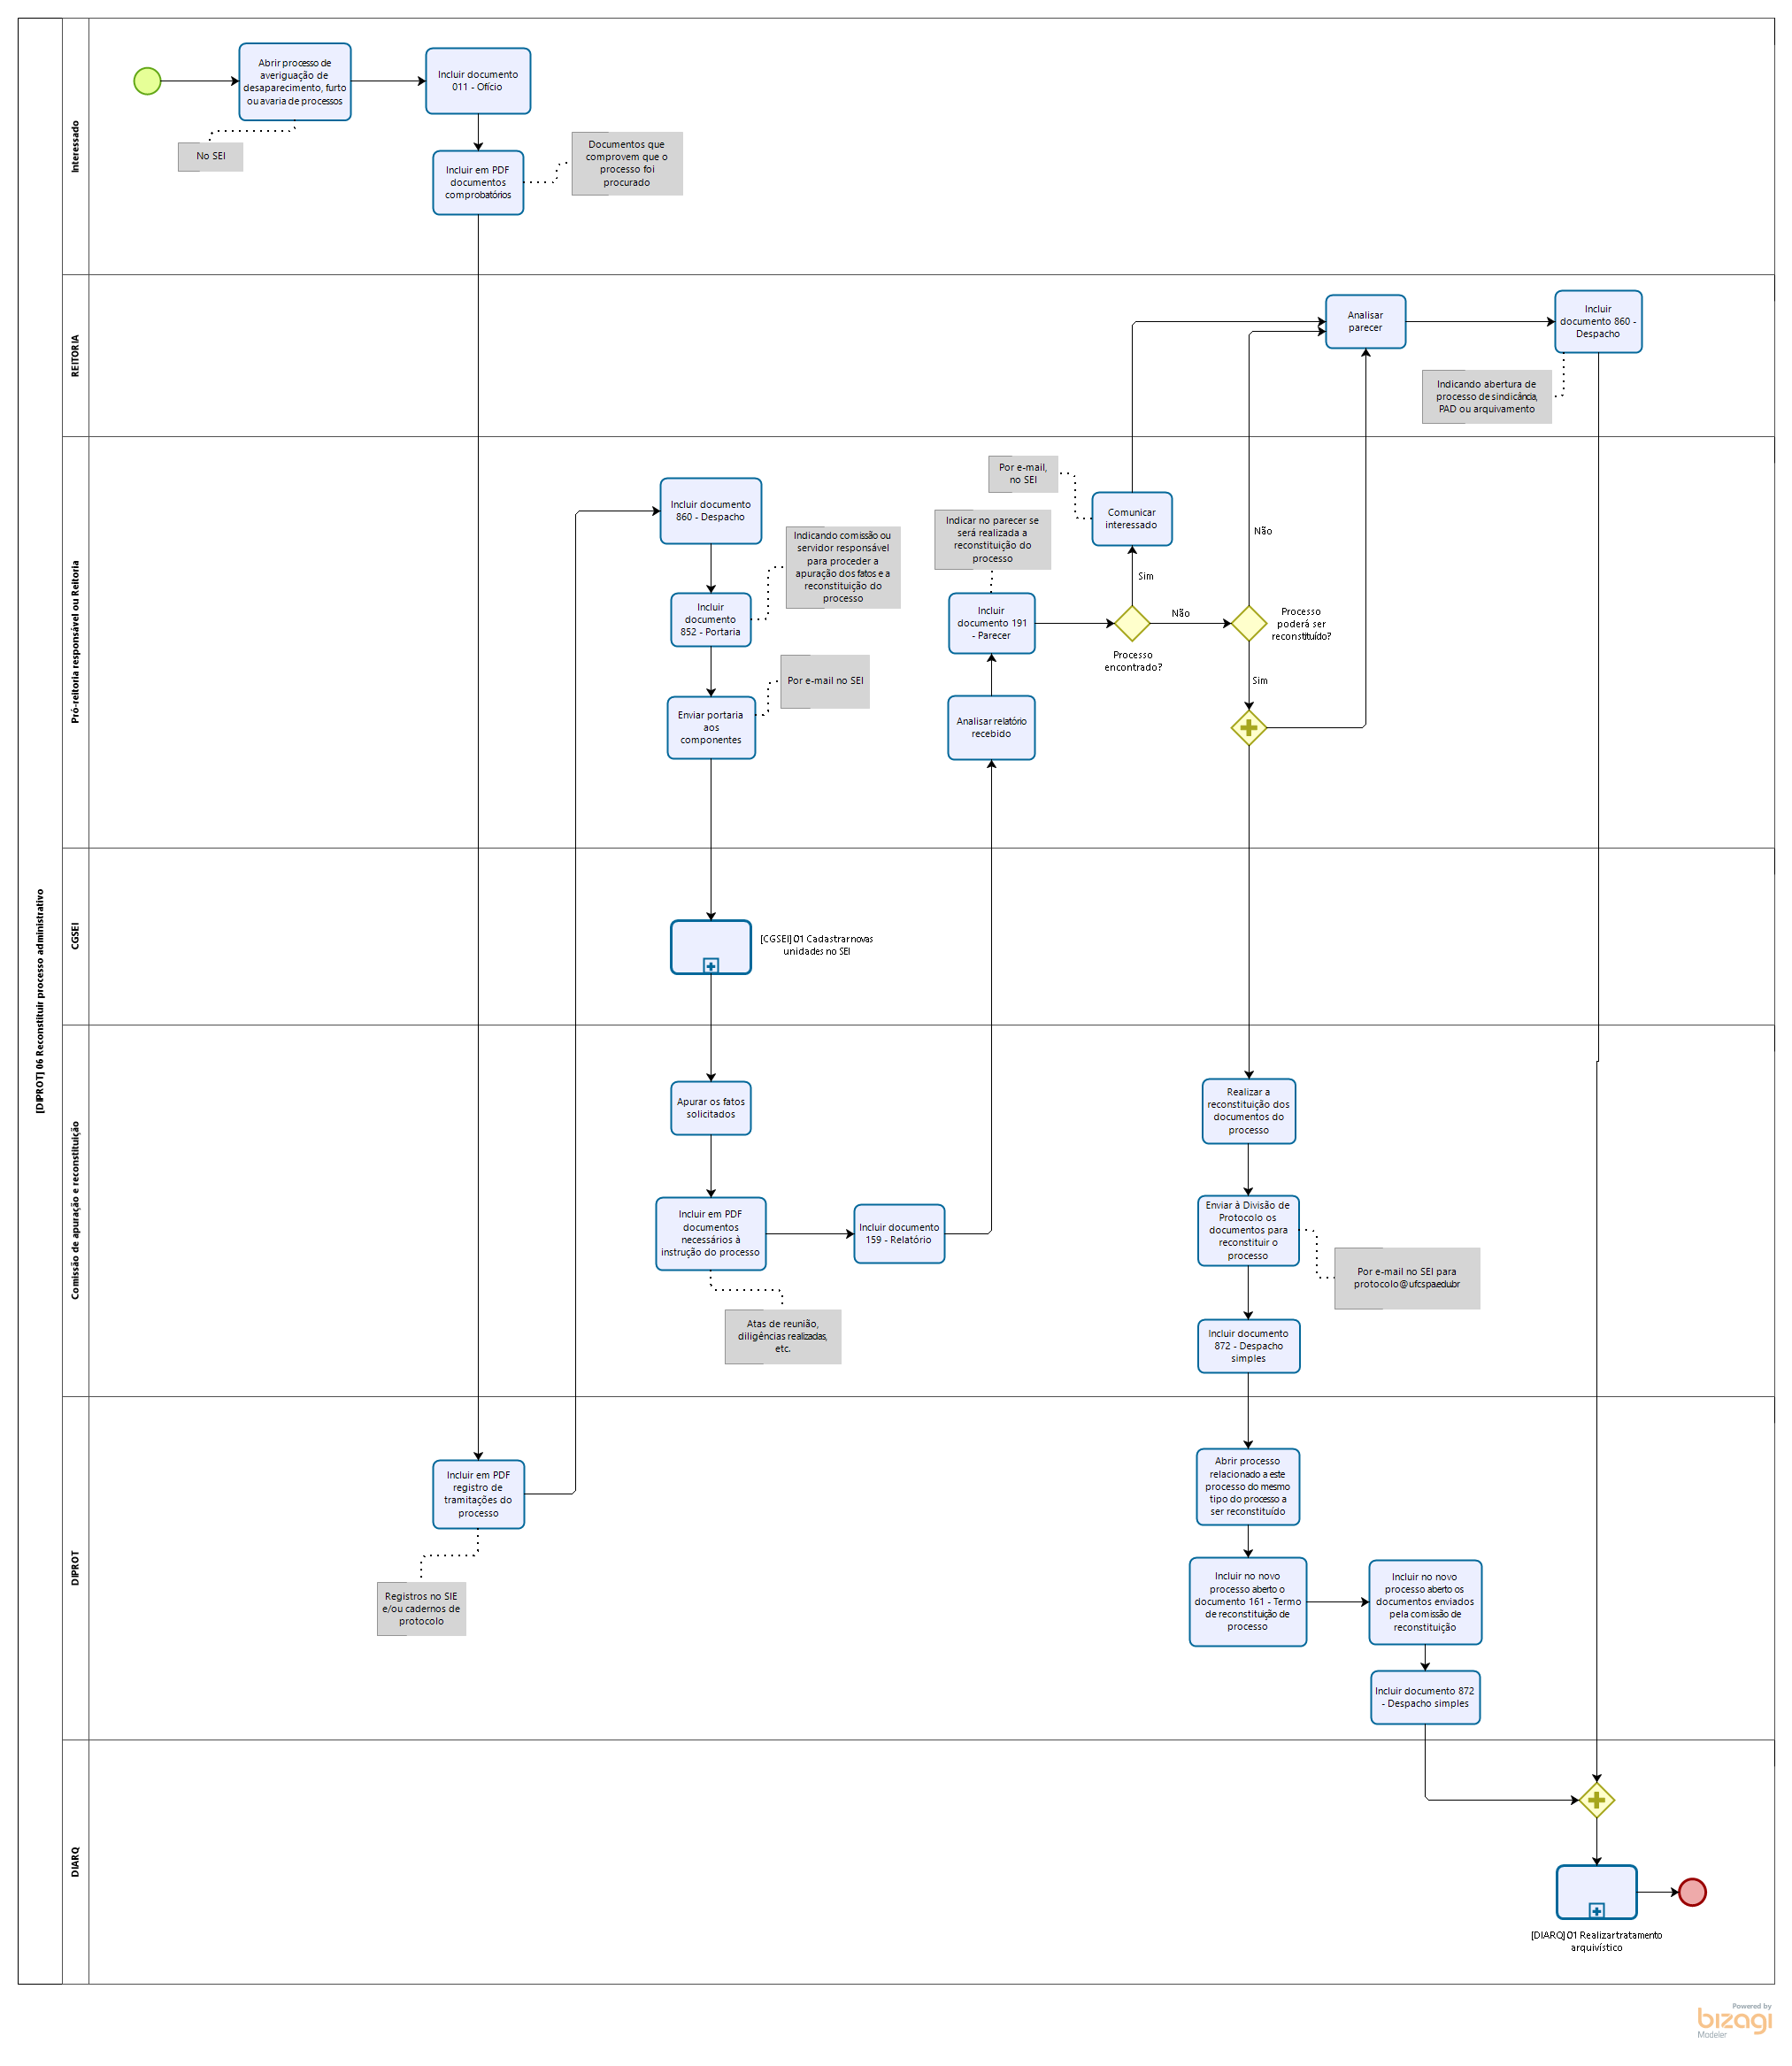 [DIPROT] 06 Reconstituir processo administrativo
Interessado
Abrir processo de
averiguação de
desaparecimento, furto
ou avaria de processos
No SEI
Incluir documento
011 - Ofício
Incluir em PDF
documentos
comprobatórios
Documentos que
comprovem que o
processo foi
procurado
REITORIA
Analisar
parecer
Incluir
documento 860 -
Despacho
Indicando abertura de
processo de sindicância,
PAD ou arquivamento
Pró-reitoria responsável ou Reitoria
Incluir documento
860 - Despacho
Indicando comissão ou
servidor responsável
para proceder a
apuração dos fatos e a
reconstituição do
processo
Incluir
documento
852 - Portaria
Enviar portaria
aos
componentes
Por e-mail no SEI
Por e-mail,
no SEI
Comunicar
interessado
Indicar no parecer se
será realizada a
reconstituição do
processo
Incluir
documento 191
- Parecer
Analisar relatório
recebido
Sim
Processo
encontrado?
Não
Não
Processo
poderá ser
reconstituído?
Sim
CGSEI
[CGSEI] 01 Cadastrar novas
unidades no SEI
Comissão de apuração e reconstituição
Apurar os fatos
solicitados
Incluir em PDF
documentos
necessários à
instrução do processo
Atas de reunião,
diligências realizadas,
etc.
Incluir documento
159 - Relatório
Realizar a
reconstituição dos
documentos do
processo
Enviar à Divisão de
Protocolo os
documentos para
reconstituir o
processo
Por e-mail no SEI para
protocolo@ufcspa.edu.br
Incluir documento
872 - Despacho
simples
DIPROT
Incluir em PDF
registro de
tramitações do
processo
Registros no SIE
e/ou cadernos de
protocolo
Abrir processo
relacionado a este
processo do mesmo
tipo do processo a
ser reconstituído
Incluir no novo
processo aberto o
documento 161 - Termo
de reconstituição de
processo
Incluir no novo
processo aberto os
documentos enviados
pela comissão de
reconstituição
Incluir documento 872
- Despacho simples
DIARQ
[DIARQ] 01 Realizar tratamento
arquivístico
Powered by
bizagi
Modeler